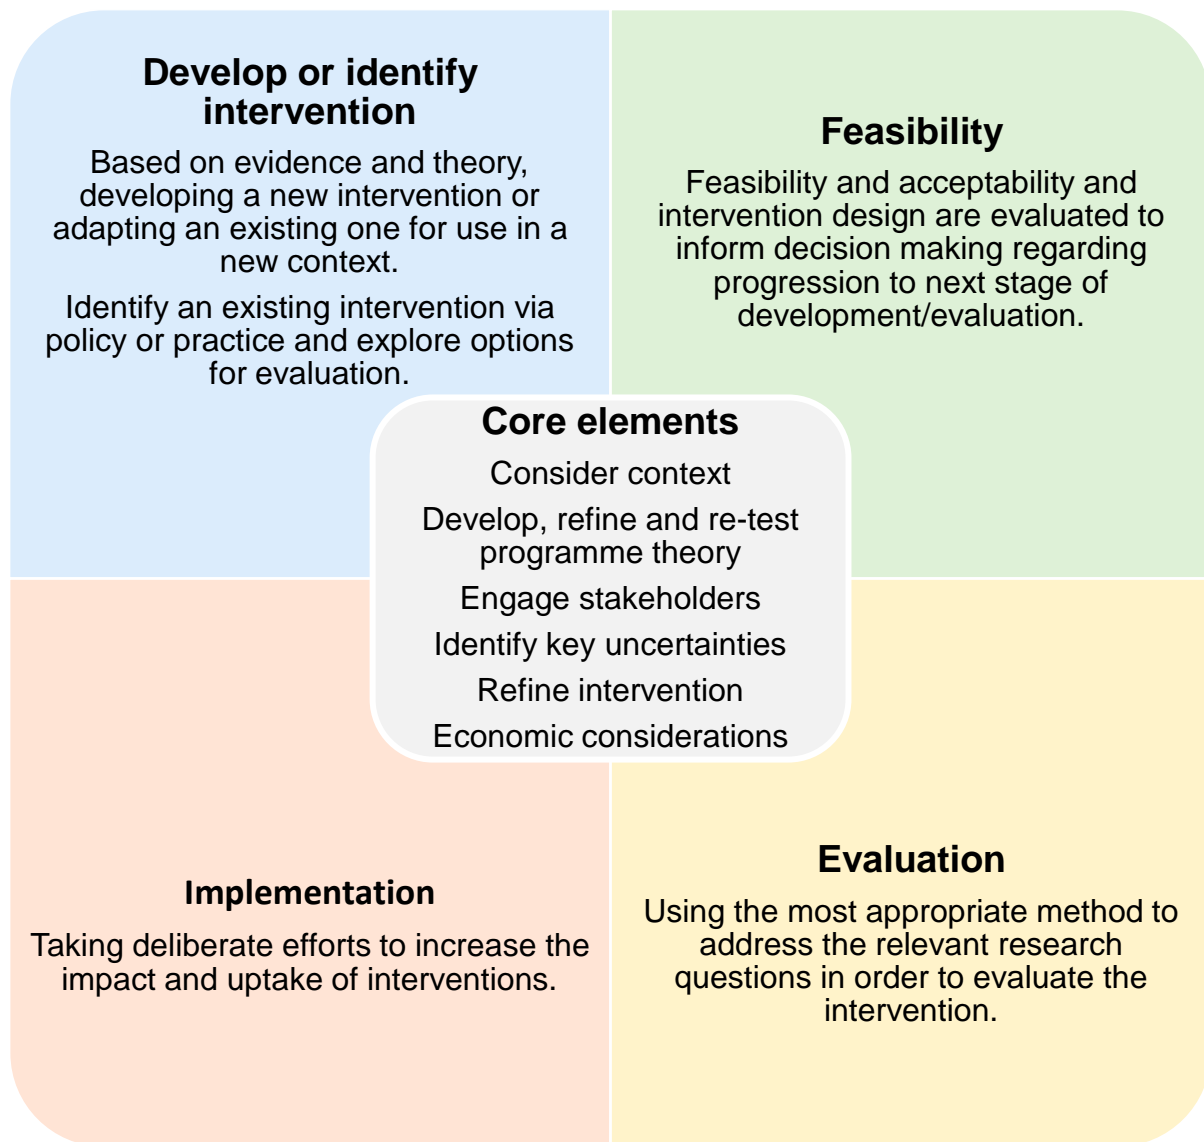 Develop or identify
intervention
Based on evidence and theory,
developing a new intervention or
adapting an existing one for use in a
new context.
Identify an existing intervention via
policy or practice and explore options
for evaluation.
Feasibility
Feasibility and acceptability and
intervention design are evaluated to
inform decision making regarding
progression to next stage of
development/evaluation.
Core elements
Consider context
Develop, refine and re-test
programme theory
Engage stakeholders
Identify key uncertainties
Refine intervention
Economic considerations
Implementation
Taking deliberate efforts to increase the
impact and uptake of interventions.
Evaluation
Using the most appropriate method to
address the relevant research
questions in order to evaluate the
intervention.